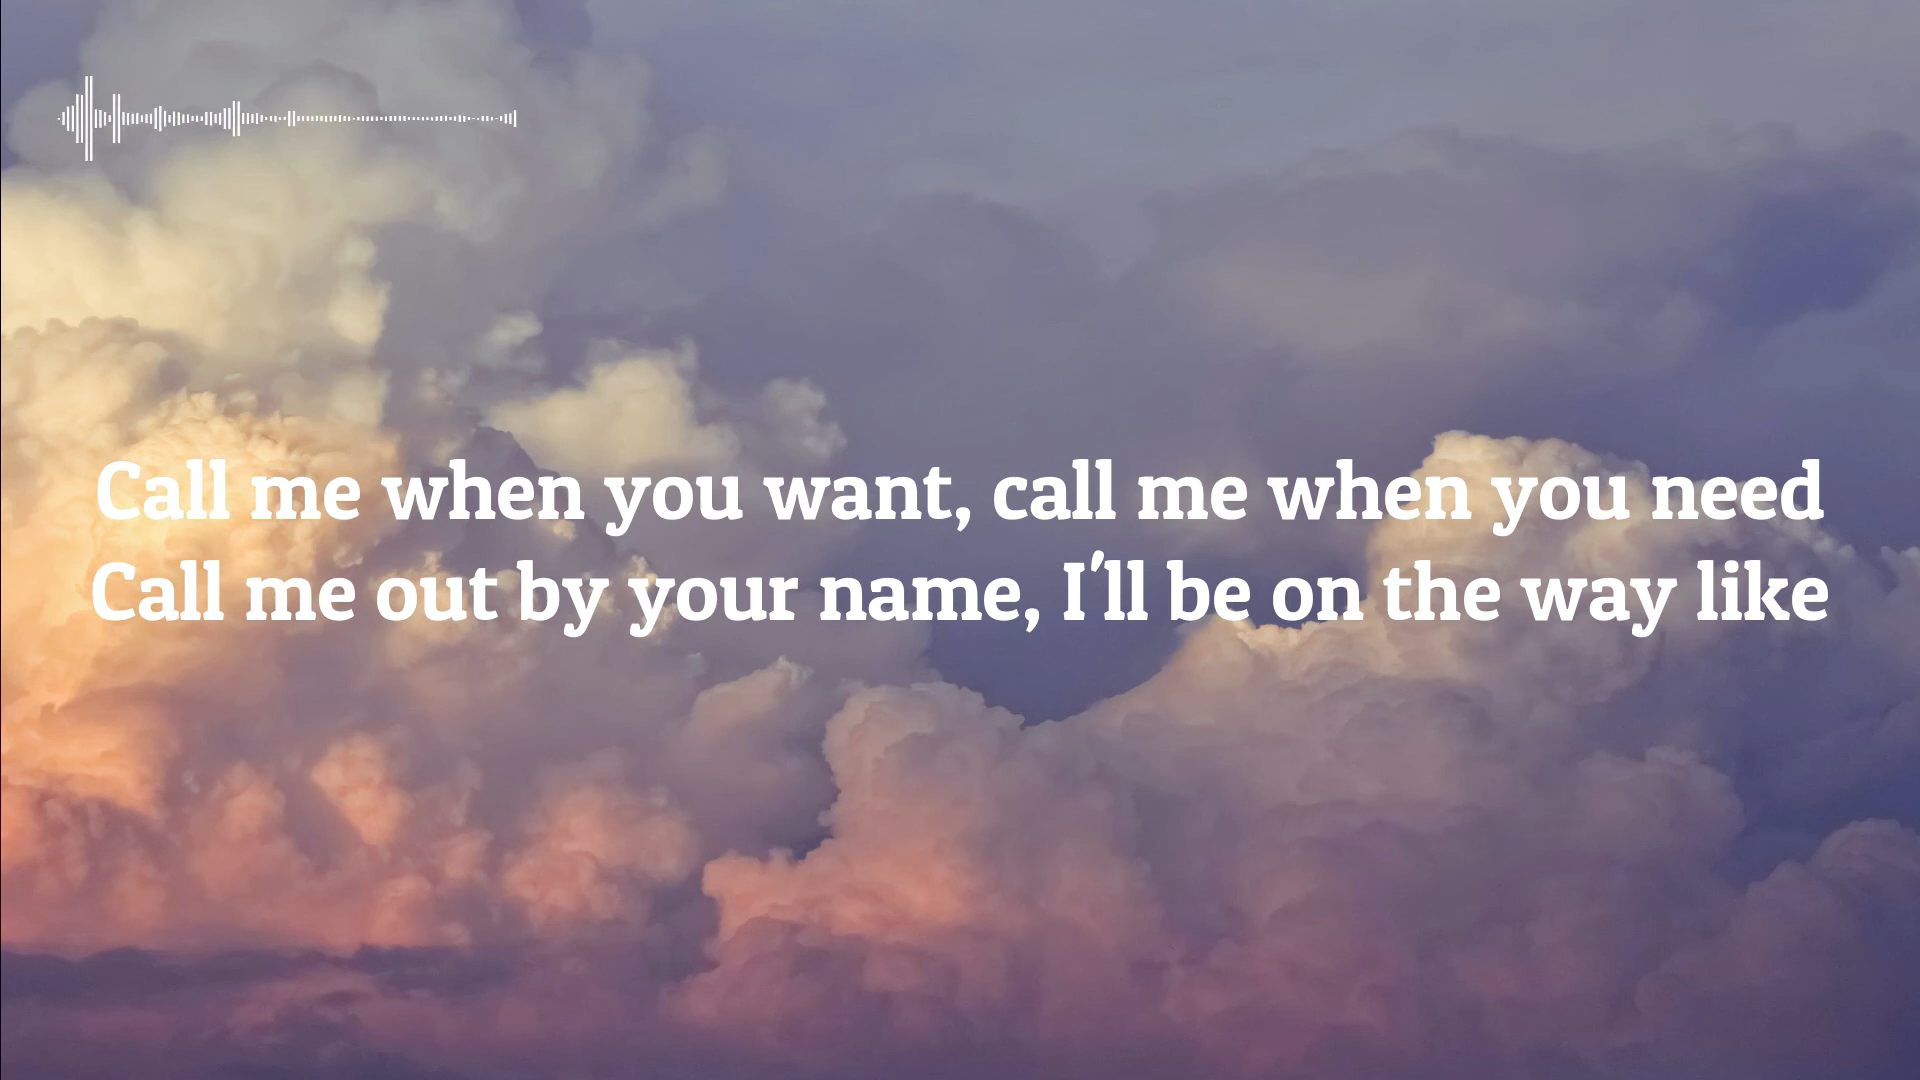 Call me when you want, call me when you need
Call me out by your name, I'll be on the way like